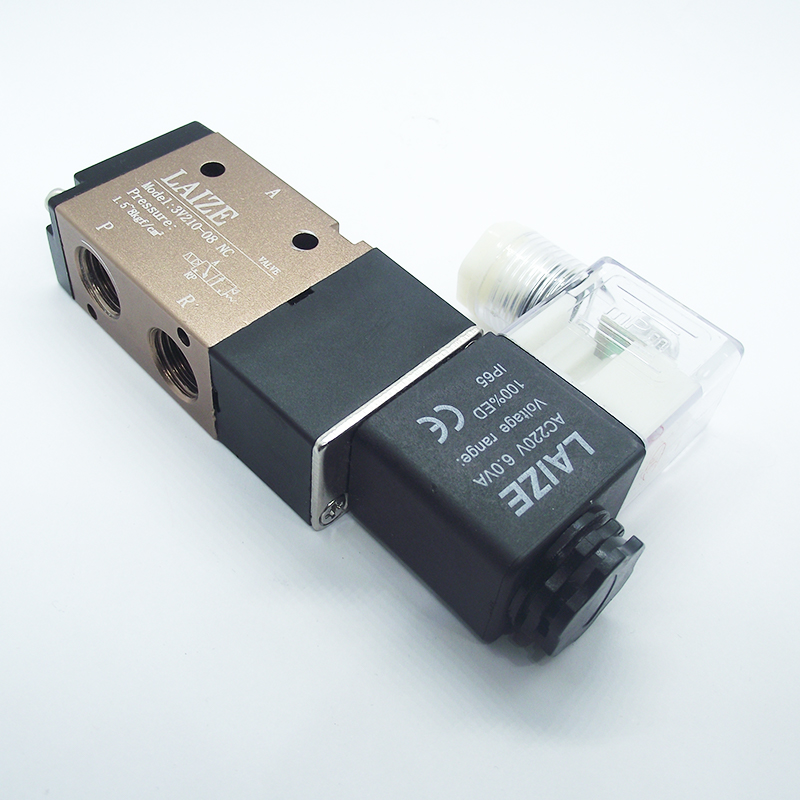 LAIZE
Model:3V210-08 NC
Pressure:
1.5~8kgf/cm²
A
VALVE
P
R
A
RP
LAIZE
AC220V 6.0VA
Voltage range:
100%ED
IP65
CE